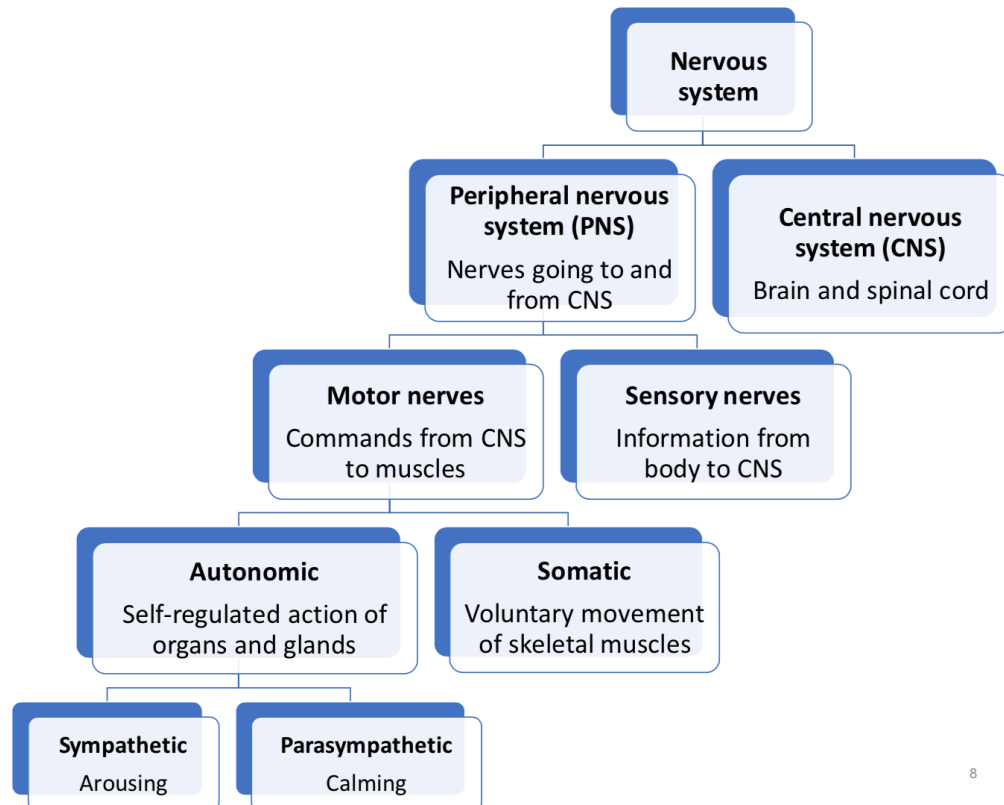 Nervous
system
Peripheral nervous
system (PNS)
Nerves going to and
from CNS
Central nervous
system (CNS)
Brain and spinal cord
Motor nerves
Commands from CNS
to muscles
Sensory nerves
Information from
body to CNS
Autonomic
Self-regulated action of
organs and glands
Somatic
Voluntary movement
of skeletal muscles
Sympathetic
Arousing
Parasympathetic
Calming
8